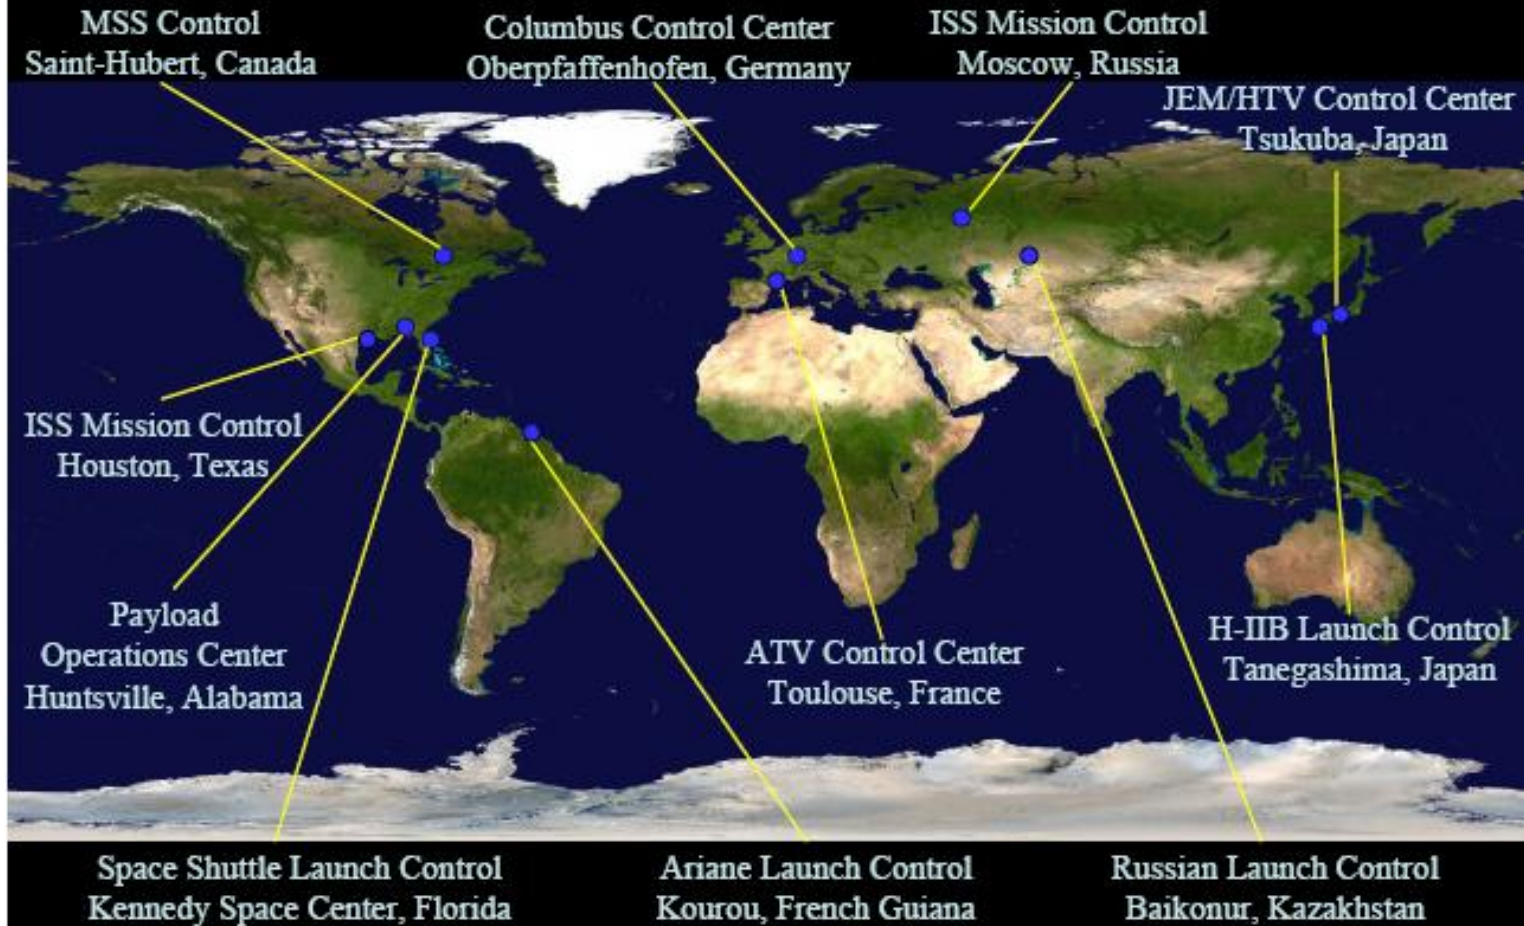 MSS Control
Saint-Hubert, Canada
Columbus Control Center
Oberpfaffenhofen, Germany
ISS Mission Control
Moscow, Russia
JEM/HTV Control Center
Tsukuba, Japan
ISS Mission Control
Houston, Texas
Payload
Operations Center
Huntsville, Alabama
ATV Control Center
Toulouse, France
H-IIB Launch Control
Tanegashima, Japan
Space Shuttle Launch Control
Kennedy Space Center, Florida
Ariane Launch Control
Kourou, French Guiana
Russian Launch Control
Baikonur, Kazakhstan